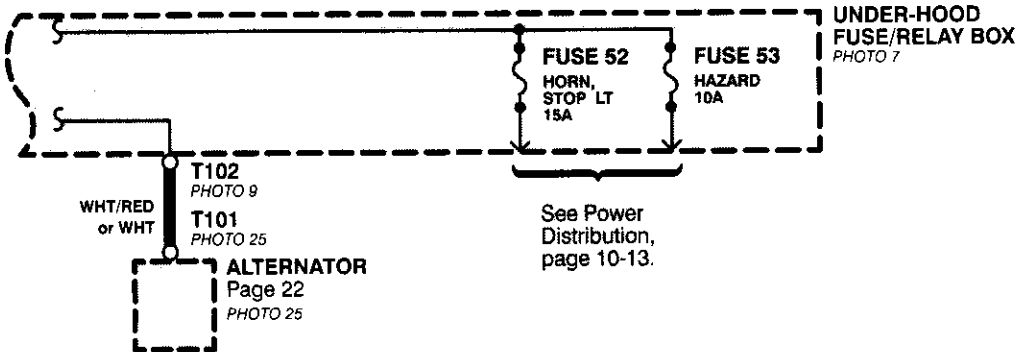 UNDER-HOOD
FUSE/RELAY BOX
PHOTO 7
FUSE 52
HORN,
STOP LT
15A
FUSE 53
HAZARD
10A
T102
PHOTO 9
WHT/RED
or WHT
T101
PHOTO 25
See Power
Distribution,
page 10-13.
ALTERNATOR
Page 22
PHOTO 25